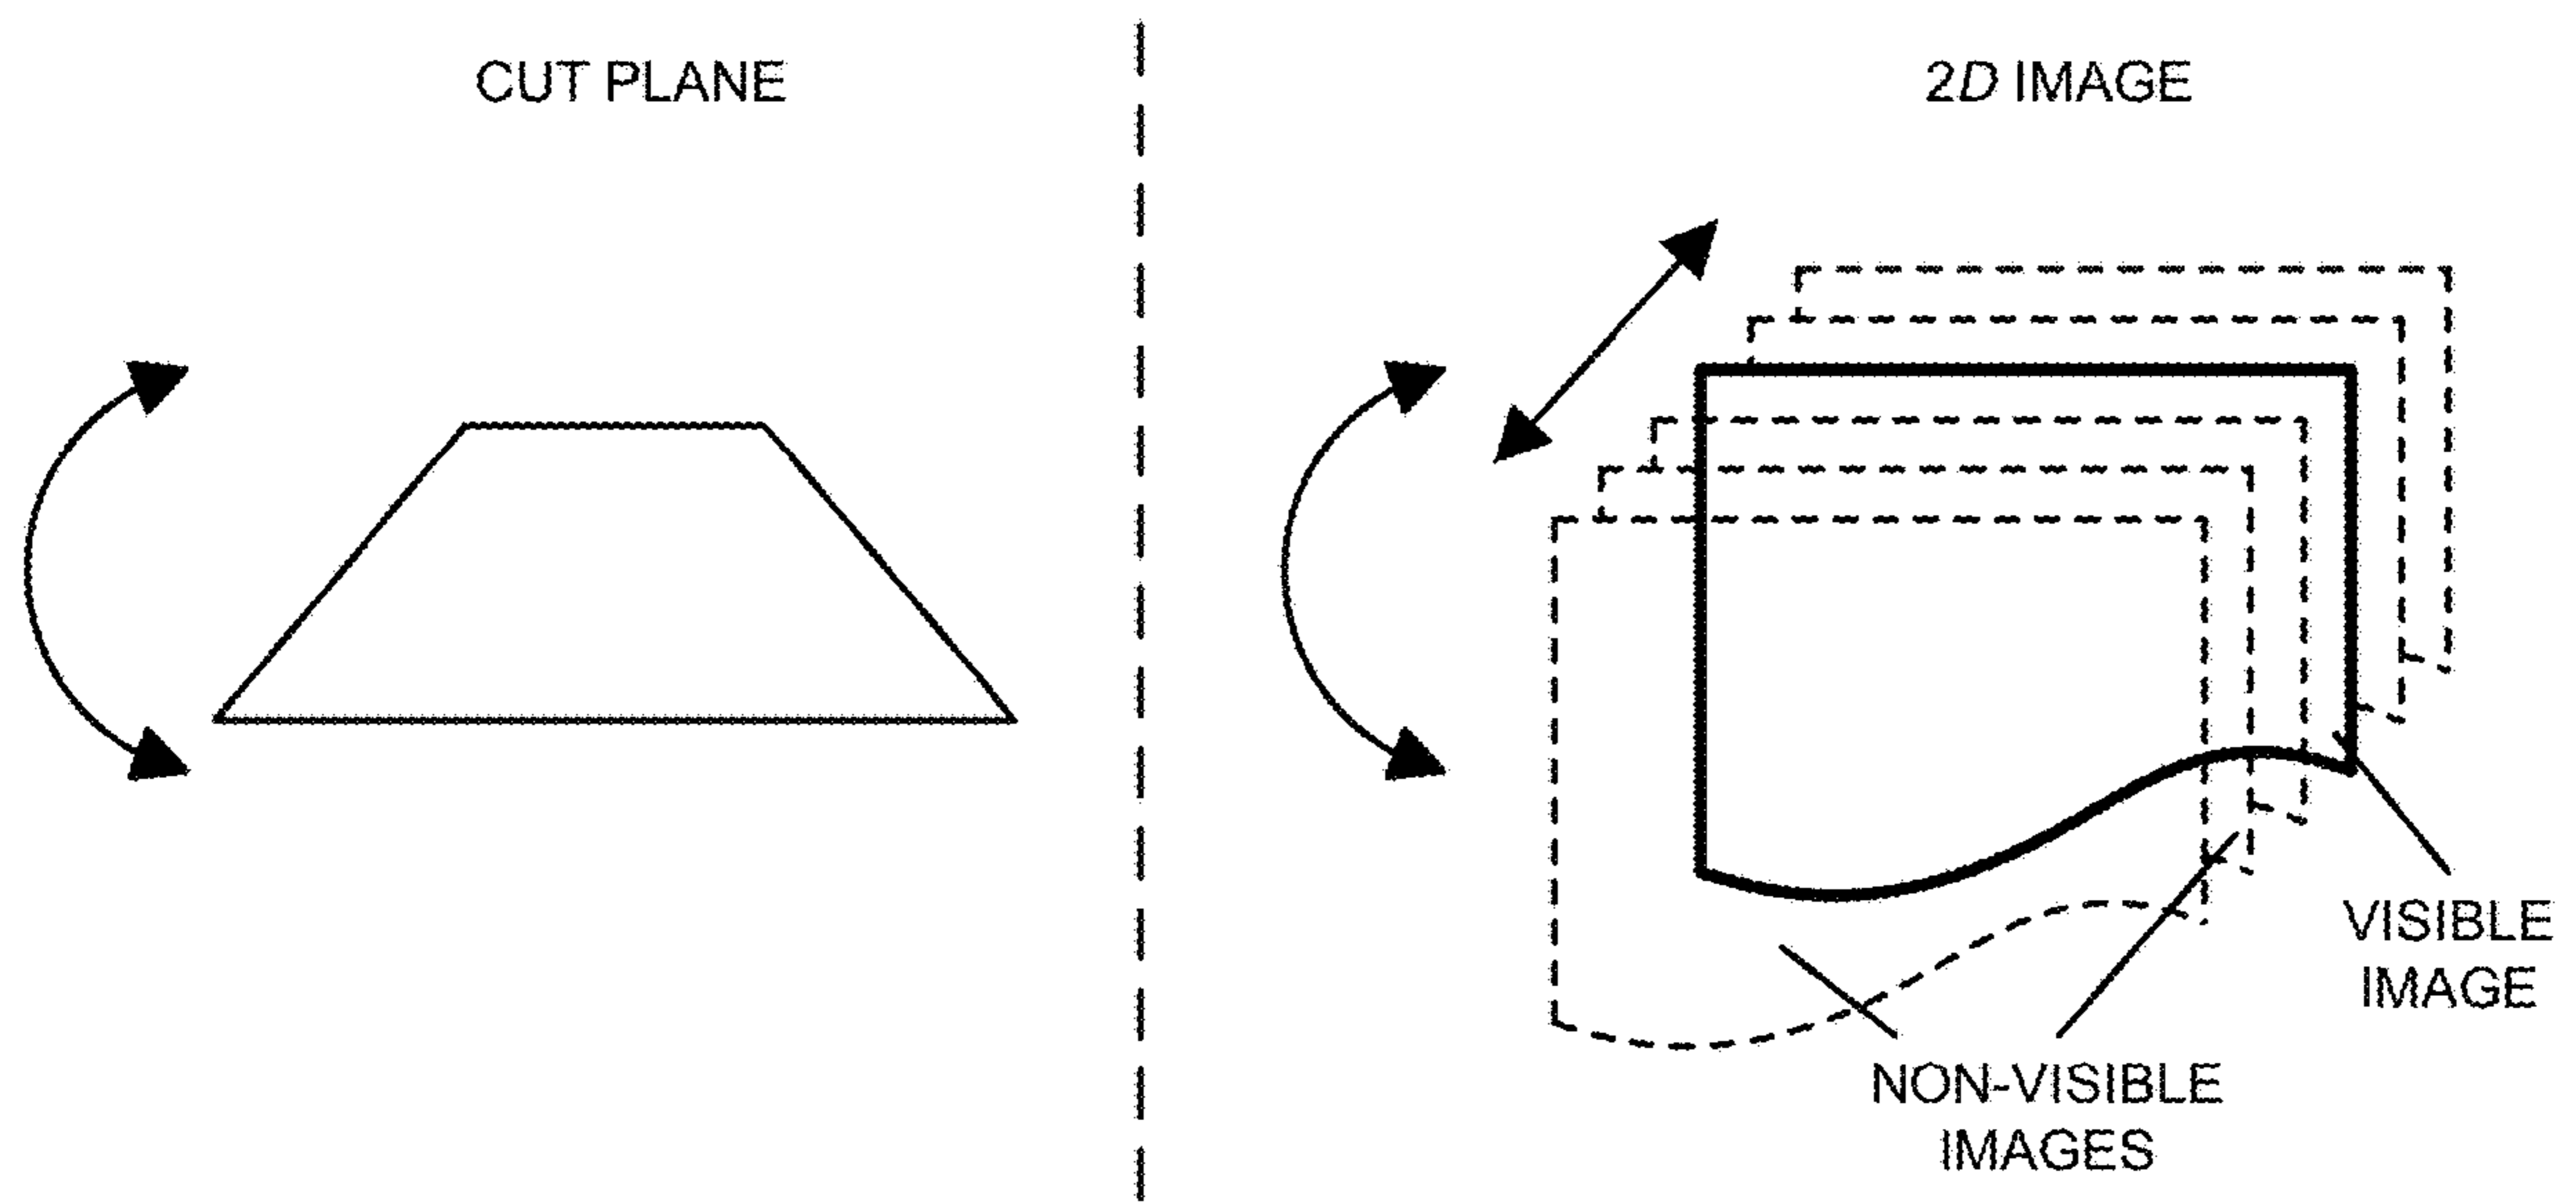 CUT PLANE
2D IMAGE
VISIBLE
IMAGE
NON-VISIBLE
IMAGES